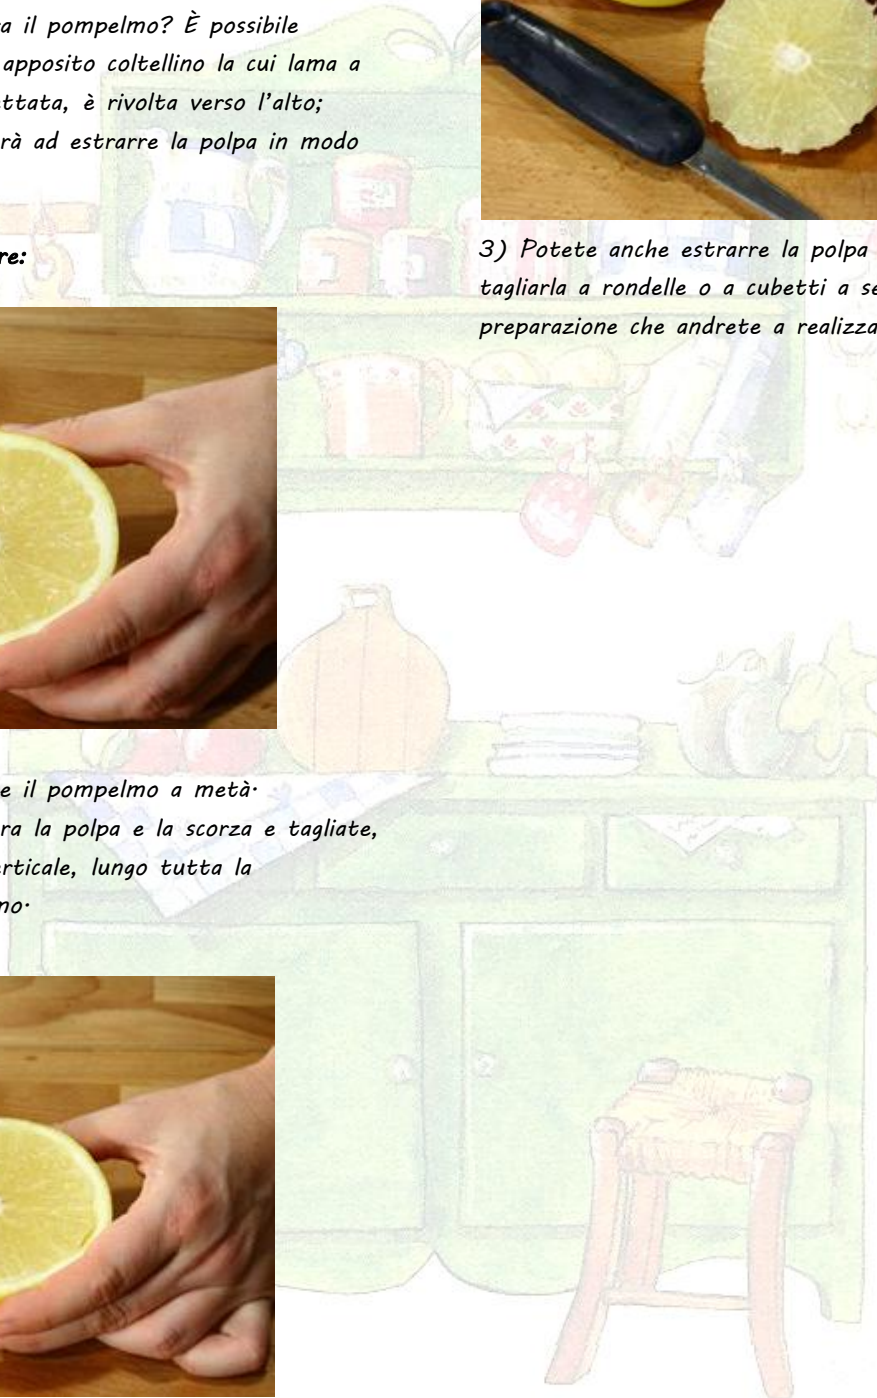 a il pompelmo? È possibile
apposito coltellino la cui lama a
ettata, è rivolta verso l'alto;
rà ad estrarre la polpa in modo
re:
e il pompelmo a metà.
ra la polpa e la scorza e tagliate,
erticale, lungo tutta la
no.
3) Potete anche estrarre la polpa
tagliarla a rondelle o a cubetti a se
preparazione che andrete a realizza